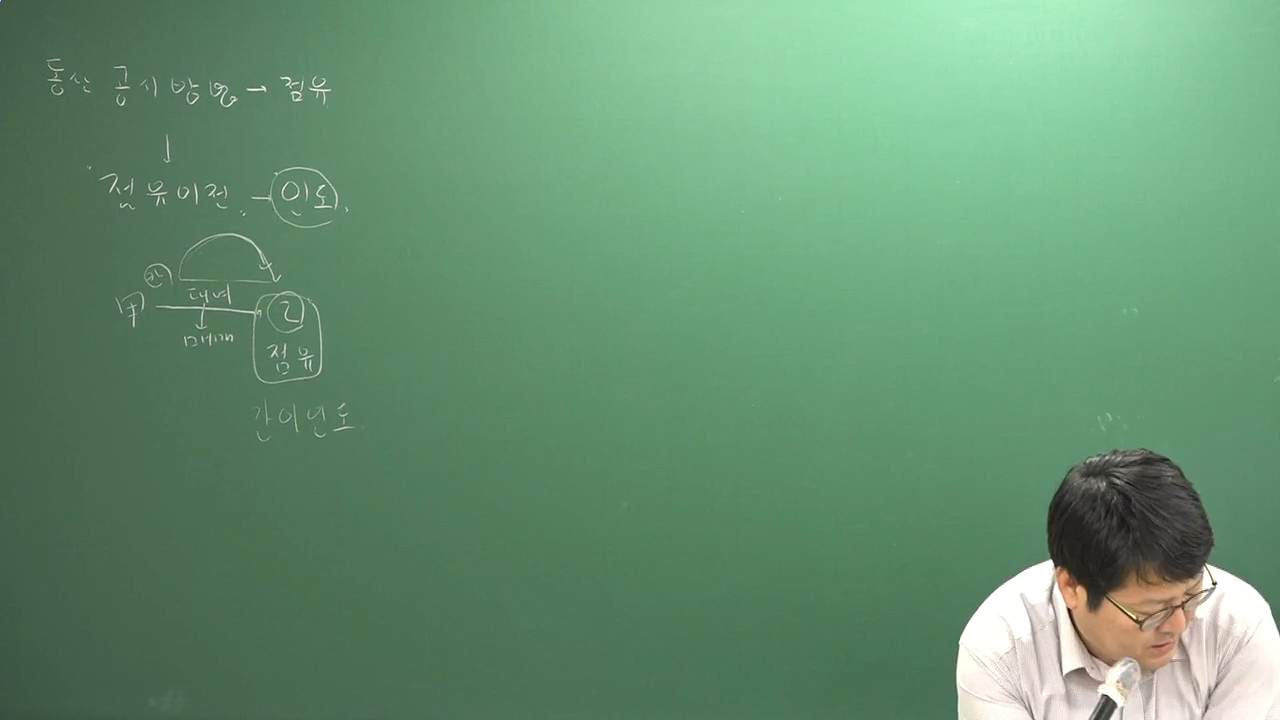 동산 공시방법 → 점유
↓
점유이전 - 인도
甲 대여 乙
매매 점유
간이인도